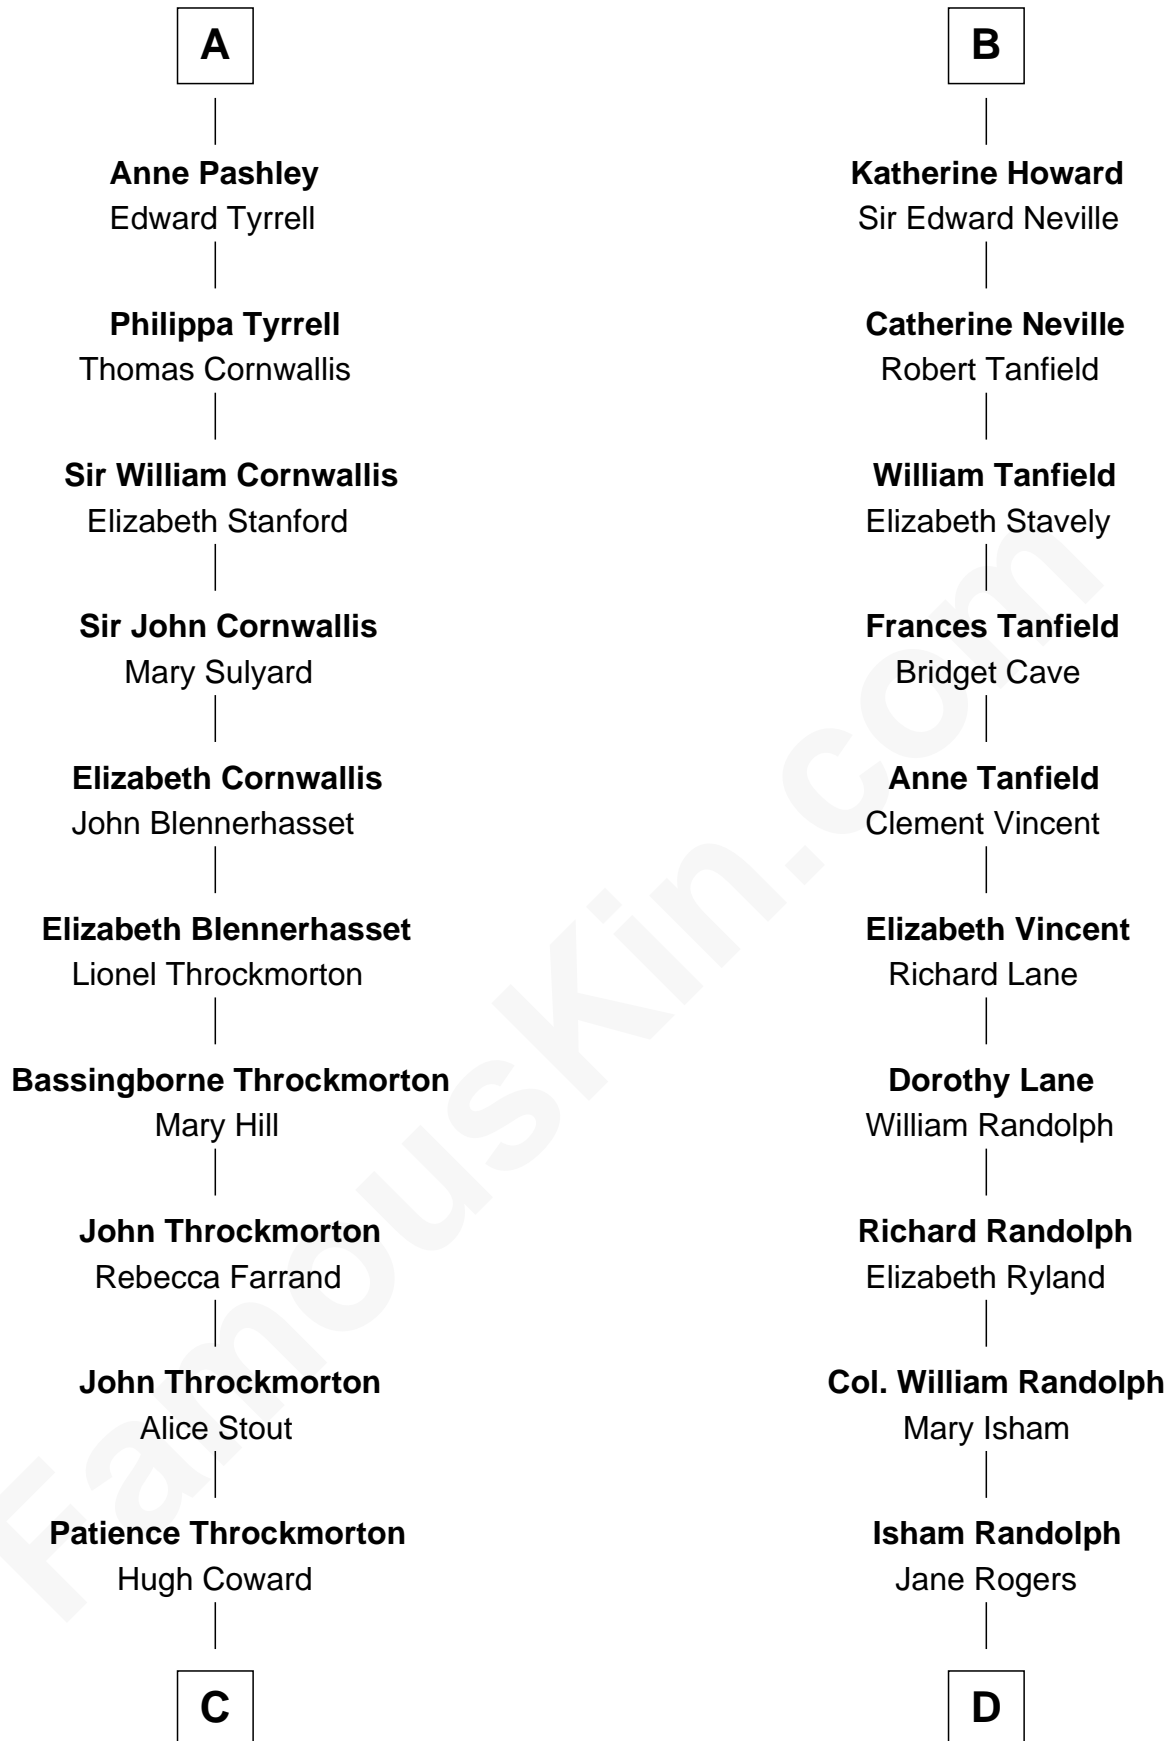 A
Anne Pashley
Edward Tyrrell
Philippa Tyrrell
Thomas Cornwallis
Sir William Cornwallis
Elizabeth Stanford
Sir John Cornwallis
Mary Sulyard
Elizabeth Cornwallis
John Blennerhasset
Elizabeth Blennerhasset
Lionel Throckmorton
Bassingborne Throckmorton
Mary Hill
John Throckmorton
Rebecca Farrand
John Throckmorton
Alice Stout
Patience Throckmorton
Hugh Coward
C
B
Katherine Howard
Sir Edward Neville
Catherine Neville
Robert Tanfield
William Tanfield
Elizabeth Stavely
Frances Tanfield
Bridget Cave
Anne Tanfield
Clement Vincent
Elizabeth Vincent
Richard Lane
Dorothy Lane
William Randolph
Richard Randolph
Elizabeth Ryland
Col. William Randolph
Mary Isham
Isham Randolph
Jane Rogers
D
FamousKin.com